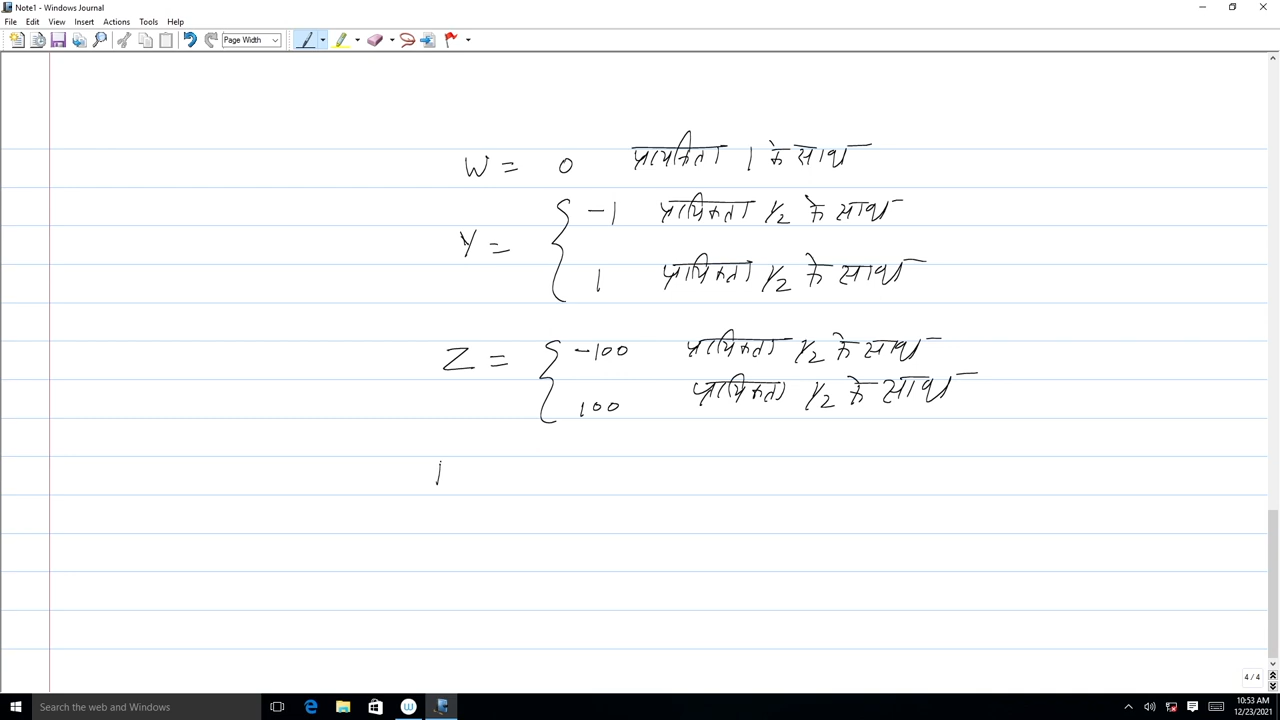 Note1 - Windows Journal
File Edit View Insert Actions Tools Help
Page Width
W = 0 प्रायिकता 1 के साथ
-1 प्रायिकता 1/2 के साथ
Y =
1 प्रायिकता 1/2 के साथ
-100 प्रायिकता 1/2 के साथ
Z =
100 प्रायिकता 1/2 के साथ
4 / 4
Search the web and Windows
10:53 AM
12/23/2021